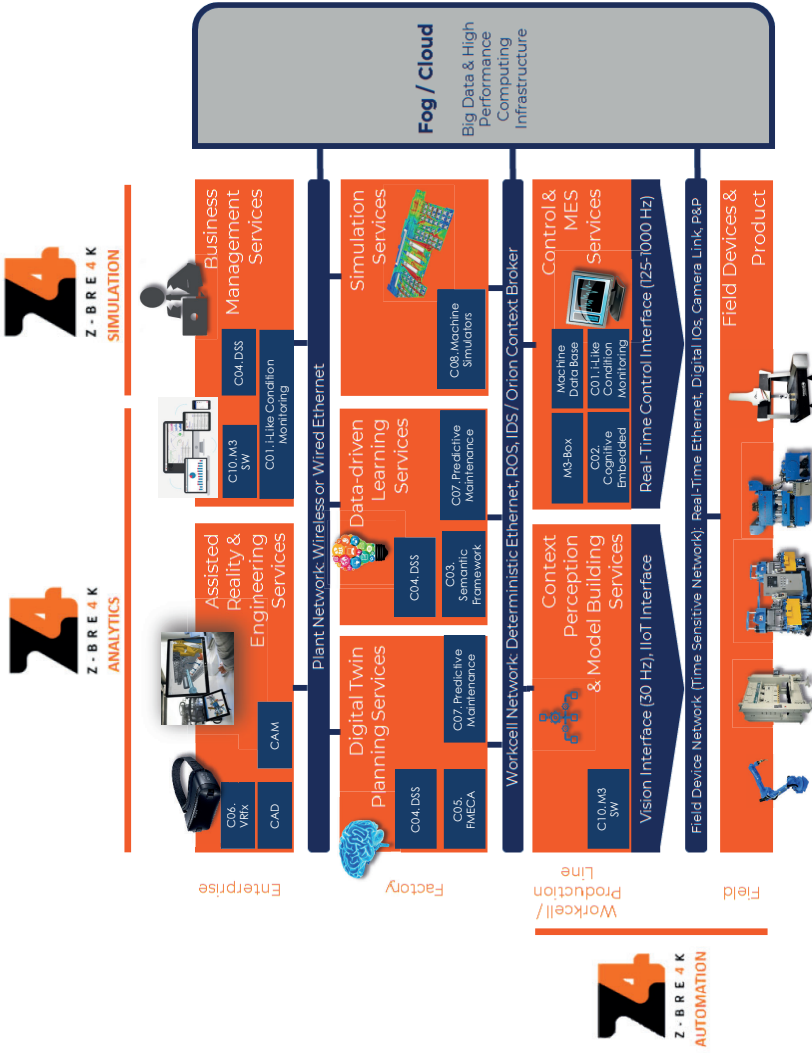 Z-BRE4K
ANALYTICS
Z-BRE4K
SIMULATION
Enterprise
Assisted
Reality &
Engineering
Services
C06.
VRfx
CAD
CAM
Business
Management
Services
C10. M3
SW
C04. DSS
C01. i-Like Condition
Monitoring
Plant Network: Wireless or Wired Ethernet
Factory
Digital Twin
Planning Services
C04. DSS
C05.
FMECA
C07. Predictive
Maintenance
Data-driven
Learning
Services
C04. DSS
C03.
Semantic
Framework
C07. Predictive
Maintenance
Simulation
Services
C08. Machine
Simulators
Workcell Network: Deterministic Ethernet, ROS, IDS / Orion Context Broker
Workcell /
Production
Line
Context
Perception
& Model Building
Services
C10. M3
SW
Vision Interface (30 Hz), IIoT Interface
Control &
MES
Services
M3-Box
Machine
Data Base
C02.
Cognitive
Embedded
C01. i-Like
Condition
Monitoring
Real-Time Control Interface (125-1000 Hz)
Field Device Network (Time Sensitive Network): Real-Time Ethernet, Digital IOs, Camera Link, P&P
Field
Field Devices &
Product
Fog / Cloud
Big Data & High
Performance
Computing
Infrastructure
Z-BRE4K
AUTOMATION